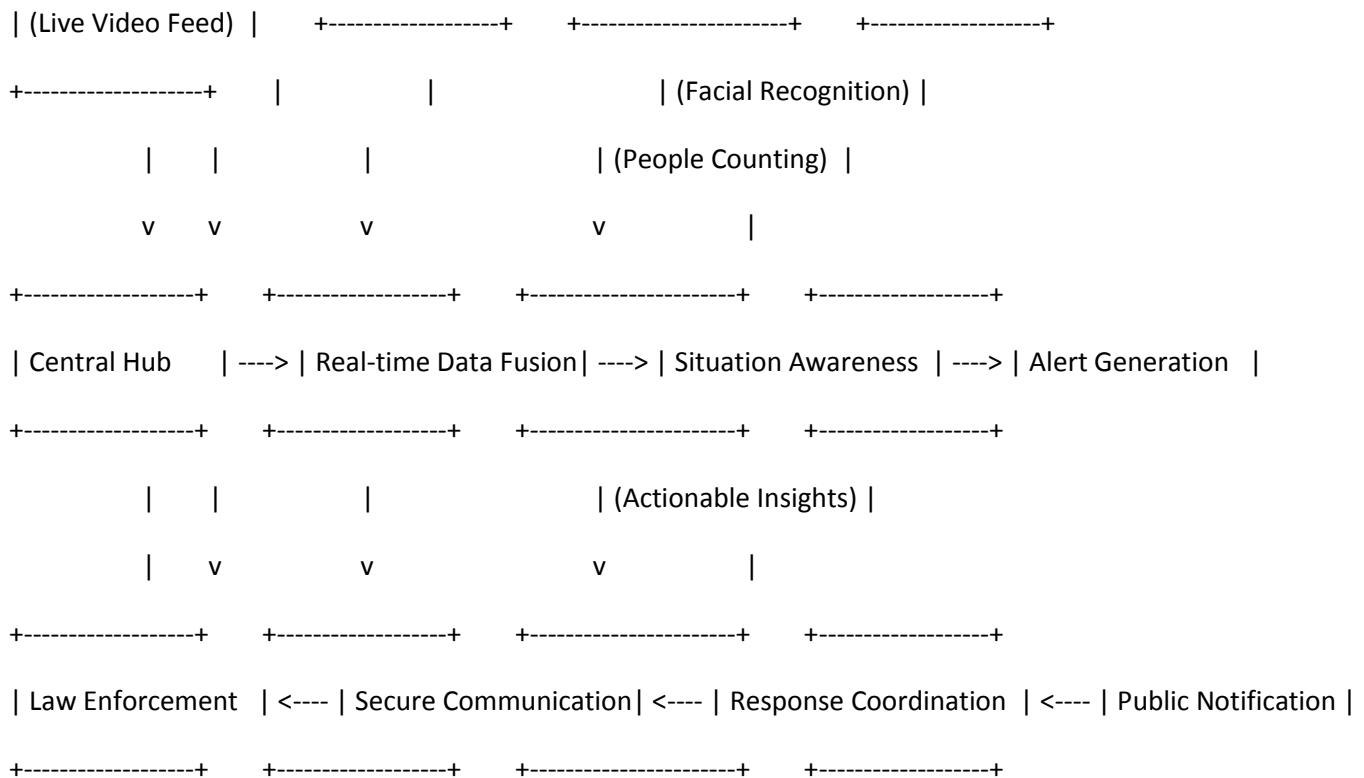 | (Live Video Feed) | +-------------------+ +-----------------------+ +-------------------+
+--------------------+ | | | (Facial Recognition) |
| | | | (People Counting) |
v v v v |
+-------------------+ +-------------------+ +-----------------------+ +-------------------+
| Central Hub | ----> | Real-time Data Fusion| ----> | Situation Awareness | ----> | Alert Generation |
+-------------------+ +-------------------+ +-----------------------+ +-------------------+
| | | | (Actionable Insights) |
| v v v |
+-------------------+ +-------------------+ +-----------------------+ +-------------------+
| Law Enforcement | <---- | Secure Communication| <---- | Response Coordination | <---- | Public Notification |
+-------------------+ +-------------------+ +-----------------------+ +-------------------+